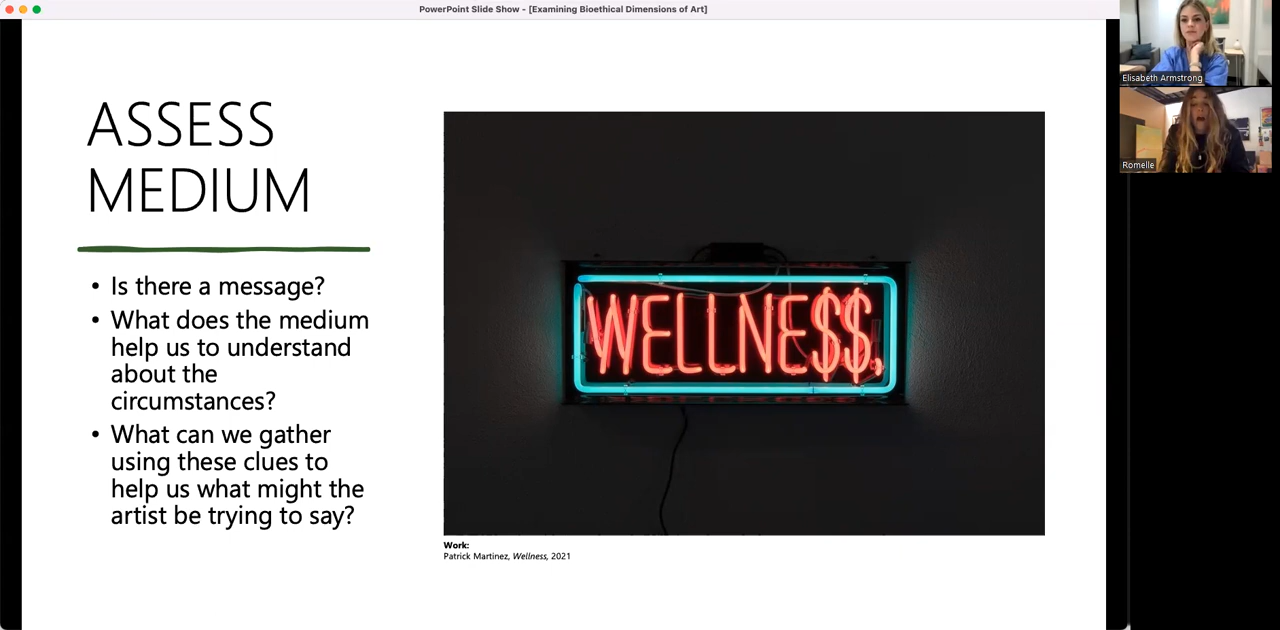 PowerPoint Slide Show - [Examining Bioethical Dimensions of Art]
ASSESS
MEDIUM
• Is there a message?
• What does the medium
help us to understand
about the
circumstances?
• What can we gather
using these clues to
help us what might the
artist be trying to say?
WELLNE$$
Work:
Patrick Martinez, Wellness, 2021
Elisabeth Armstrong
Romelle